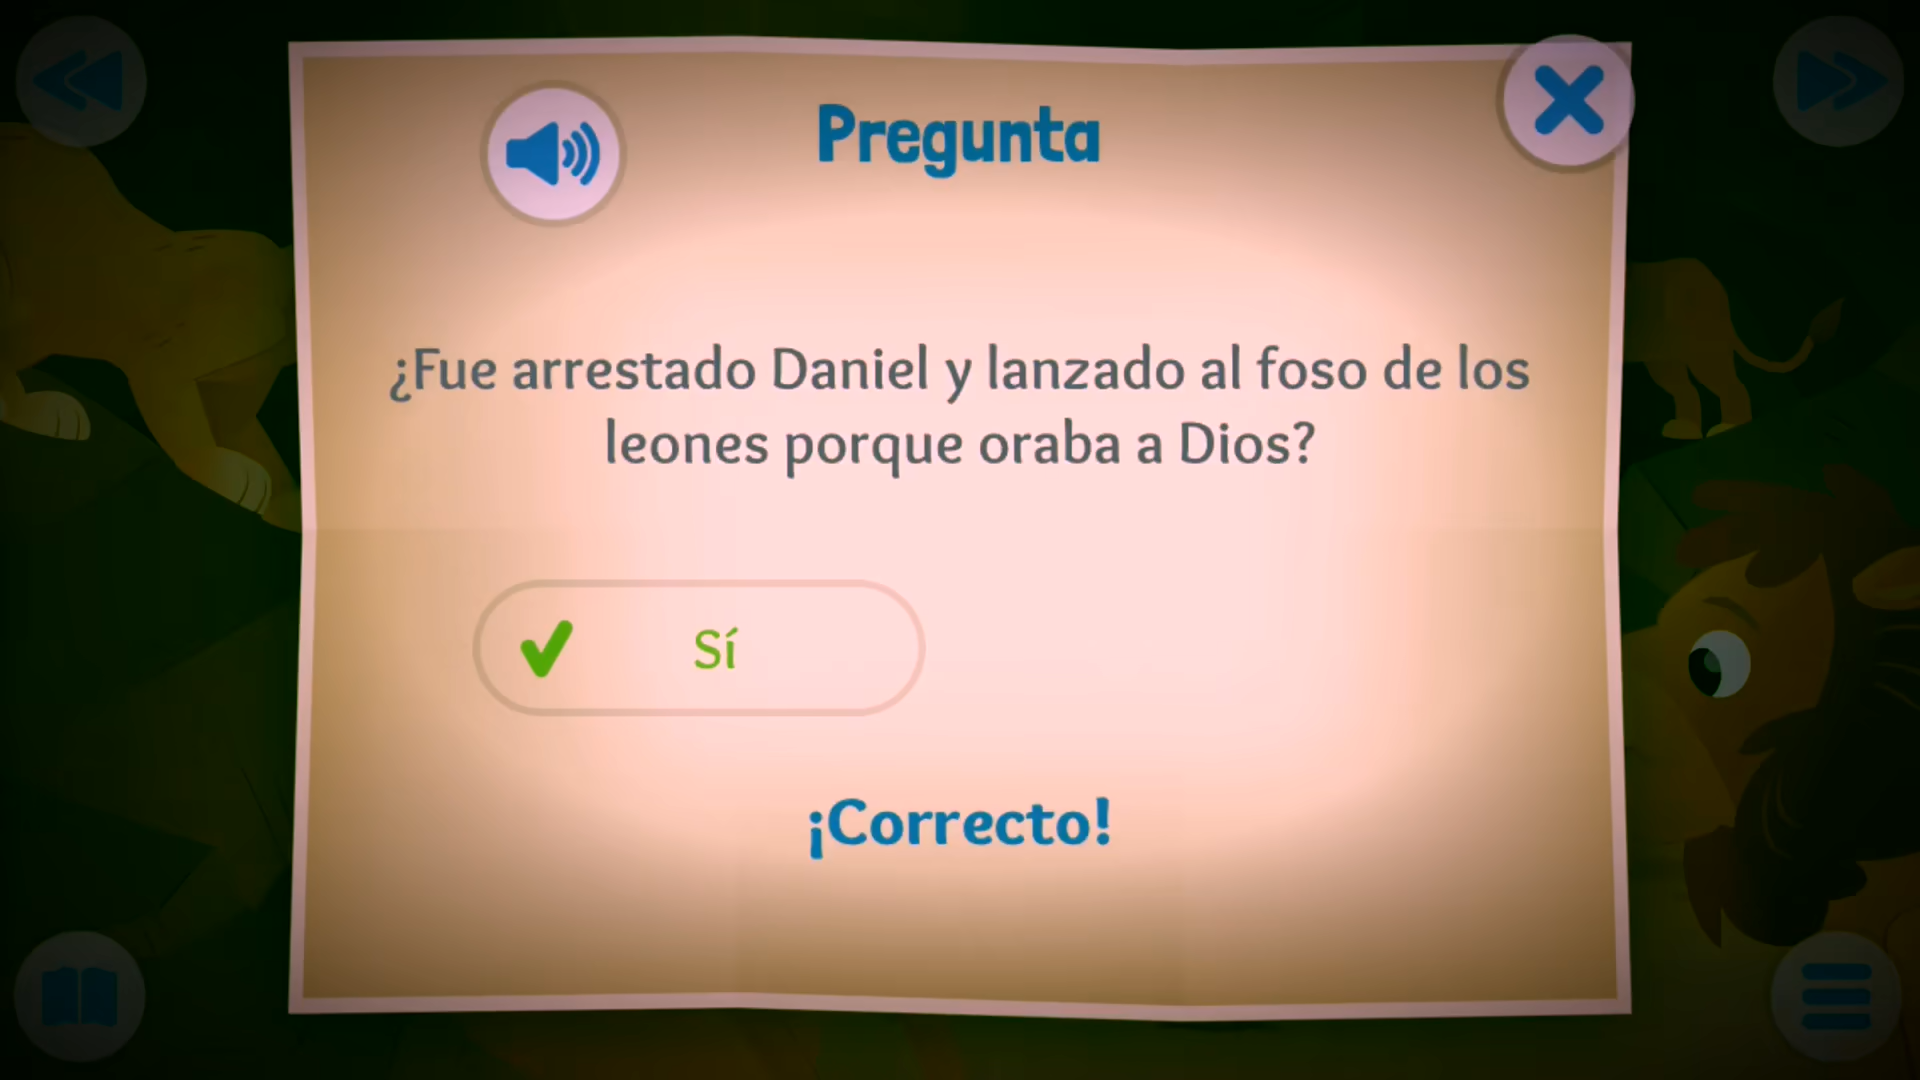 Pregunta
¿Fue arrestado Daniel y lanzado al foso de los
leones porque oraba a Dios?
Sí
¡Correcto!